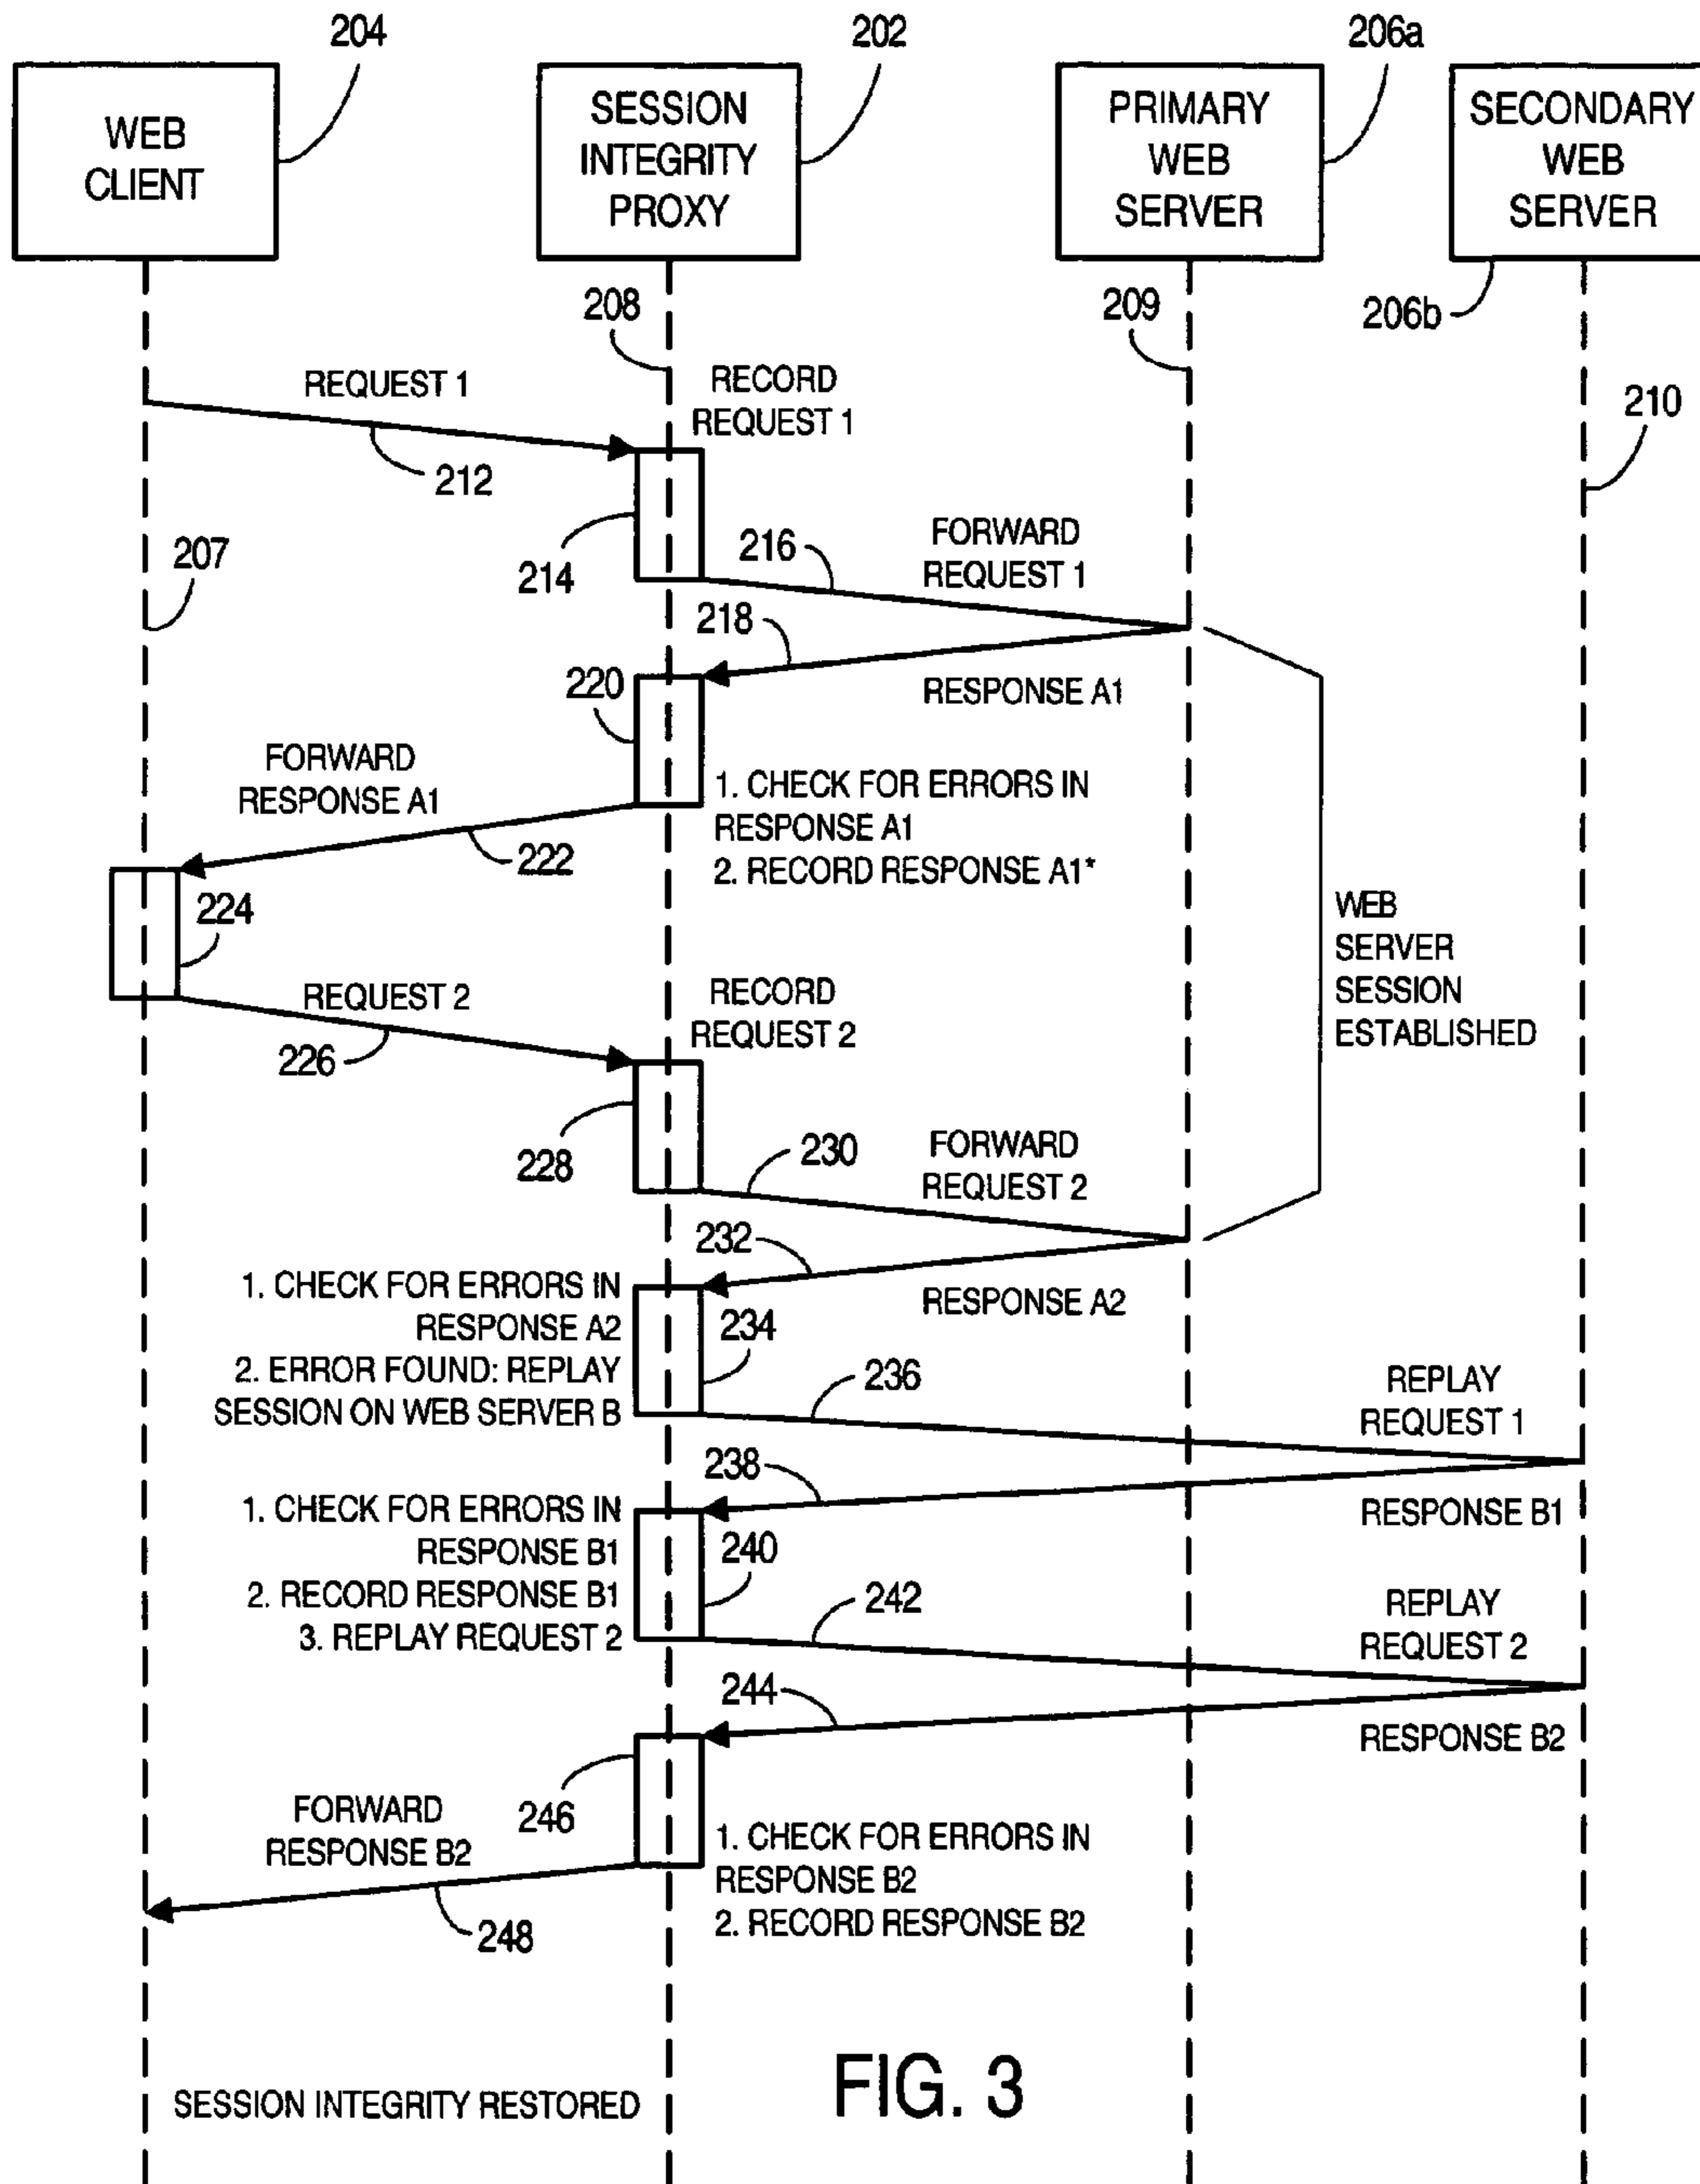 204
202
206a
WEB
CLIENT
SESSION
INTEGRITY
PROXY
PRIMARY
WEB
SERVER
SECONDARY
WEB
SERVER
208
209
206b
REQUEST 1
RECORD
REQUEST 1
210
212
207
214
216
FORWARD
REQUEST 1
218
220
RESPONSE A1
FORWARD
RESPONSE A1
1. CHECK FOR ERRORS IN
RESPONSE A1
2. RECORD RESPONSE A1*
222
224
WEB
SERVER
SESSION
ESTABLISHED
REQUEST 2
RECORD
REQUEST 2
226
228
230
FORWARD
REQUEST 2
232
1. CHECK FOR ERRORS IN
RESPONSE A2
2. ERROR FOUND: REPLAY
SESSION ON WEB SERVER B
RESPONSE A2
234
236
REPLAY
REQUEST 1
238
1. CHECK FOR ERRORS IN
RESPONSE B1
2. RECORD RESPONSE B1
3. REPLAY REQUEST 2
RESPONSE B1
240
242
REPLAY
REQUEST 2
244
RESPONSE B2
246
FORWARD
RESPONSE B2
1. CHECK FOR ERRORS IN
RESPONSE B2
2. RECORD RESPONSE B2
248
SESSION INTEGRITY RESTORED
FIG. 3